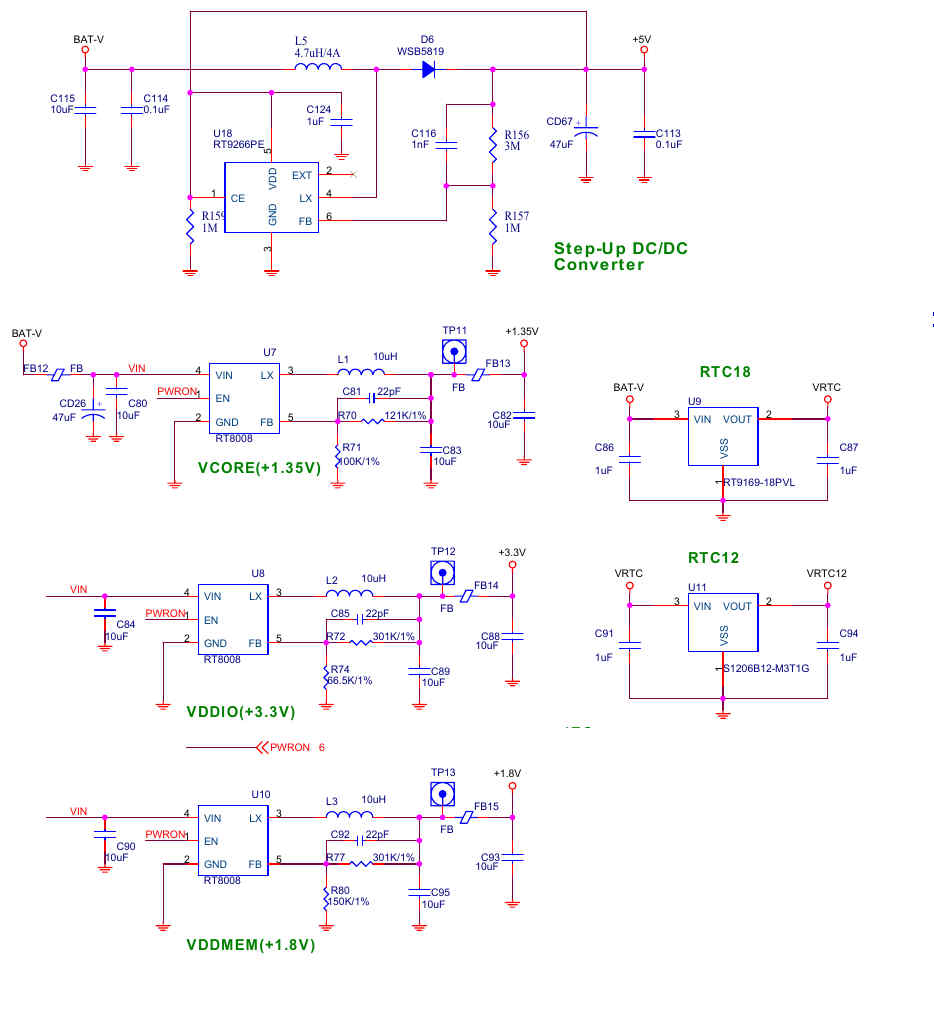 BAT-V
L5
4.7uH/4A
D6
WSB5819
+5V
C115
10uF
C114
0.1uF
C124
1uF
U18
RT9266PE
C116
1nF
R156
3M
CD67
+
47uF
C113
0.1uF
5
VDD
EXT
2
1
CE
LX
4
GND
FB
6
3
R159
1M
R157
1M
Step-Up DC/DC
Converter
BAT-V
FB12
FB
VIN
CD26
+
47uF
C80
10uF
PWRON
U7
4
VIN
LX
3
1
EN
2
GND
FB
5
RT8008
L1
10uH
TP11
FB13
FB
+1.35V
C81
22pF
R70
121K/1%
R71
100K/1%
C83
10uF
C82
10uF
VCORE(+1.35V)
RTC18
BAT-V
U9
VRTC
3
VIN
VOUT
2
VSS
1
RT9169-18PVL
C86
1uF
C87
1uF
VIN
C84
10uF
PWRON
U8
4
VIN
LX
3
1
EN
2
GND
FB
5
RT8008
L2
10uH
TP12
FB14
FB
+3.3V
C85
22pF
R72
301K/1%
R74
66.5K/1%
C89
10uF
C88
10uF
VDDIO(+3.3V)
RTC12
VRTC
U11
VRTC12
3
VIN
VOUT
2
VSS
1
S1206B12-M3T1G
C91
1uF
C94
1uF
PWRON 6
VIN
C90
10uF
PWRON
U10
4
VIN
LX
3
1
EN
2
GND
FB
5
RT8008
L3
10uH
TP13
FB15
FB
+1.8V
C92
22pF
R77
301K/1%
R80
150K/1%
C95
10uF
C93
10uF
VDDMEM(+1.8V)